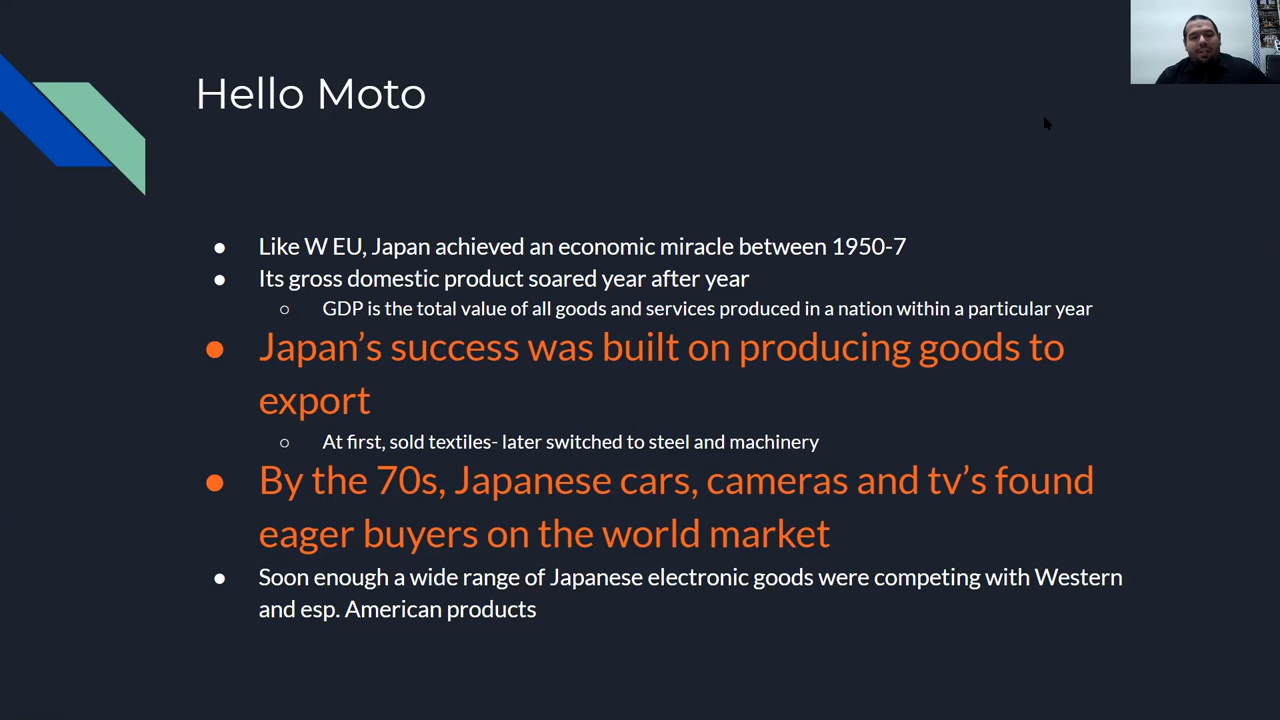 Hello Moto
● Like W EU, Japan achieved an economic miracle between 1950-7
● Its gross domestic product soared year after year
○ GDP is the total value of all goods and services produced in a nation within a particular year
● Japan’s success was built on producing goods to
export
○ At first, sold textiles- later switched to steel and machinery
● By the 70s, Japanese cars, cameras and tv’s found
eager buyers on the world market
● Soon enough a wide range of Japanese electronic goods were competing with Western
and esp. American products